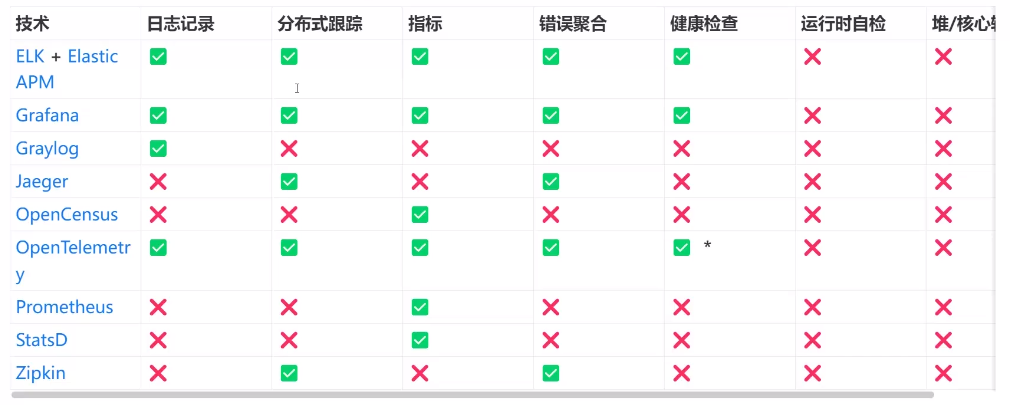 技术 日志记录 分布式跟踪 指标 错误聚合 健康检查 运行时自检 堆/核心
ELK + Elastic APM ✅ ✅ ✅ ✅ ✅ ❌ ❌
Grafana ✅ ✅ ✅ ✅ ✅ ❌ ❌
Graylog ✅ ❌ ❌ ❌ ❌ ❌ ❌
Jaeger ❌ ✅ ❌ ✅ ❌ ❌ ❌
OpenCensus ❌ ❌ ✅ ❌ ❌ ❌ ❌
OpenTelemetry ✅ ✅ ✅ ✅ ✅ * ❌ ❌
Prometheus ❌ ❌ ✅ ❌ ❌ ❌ ❌
StatsD ❌ ❌ ✅ ❌ ❌ ❌ ❌
Zipkin ❌ ✅ ❌ ✅ ❌ ❌ ❌